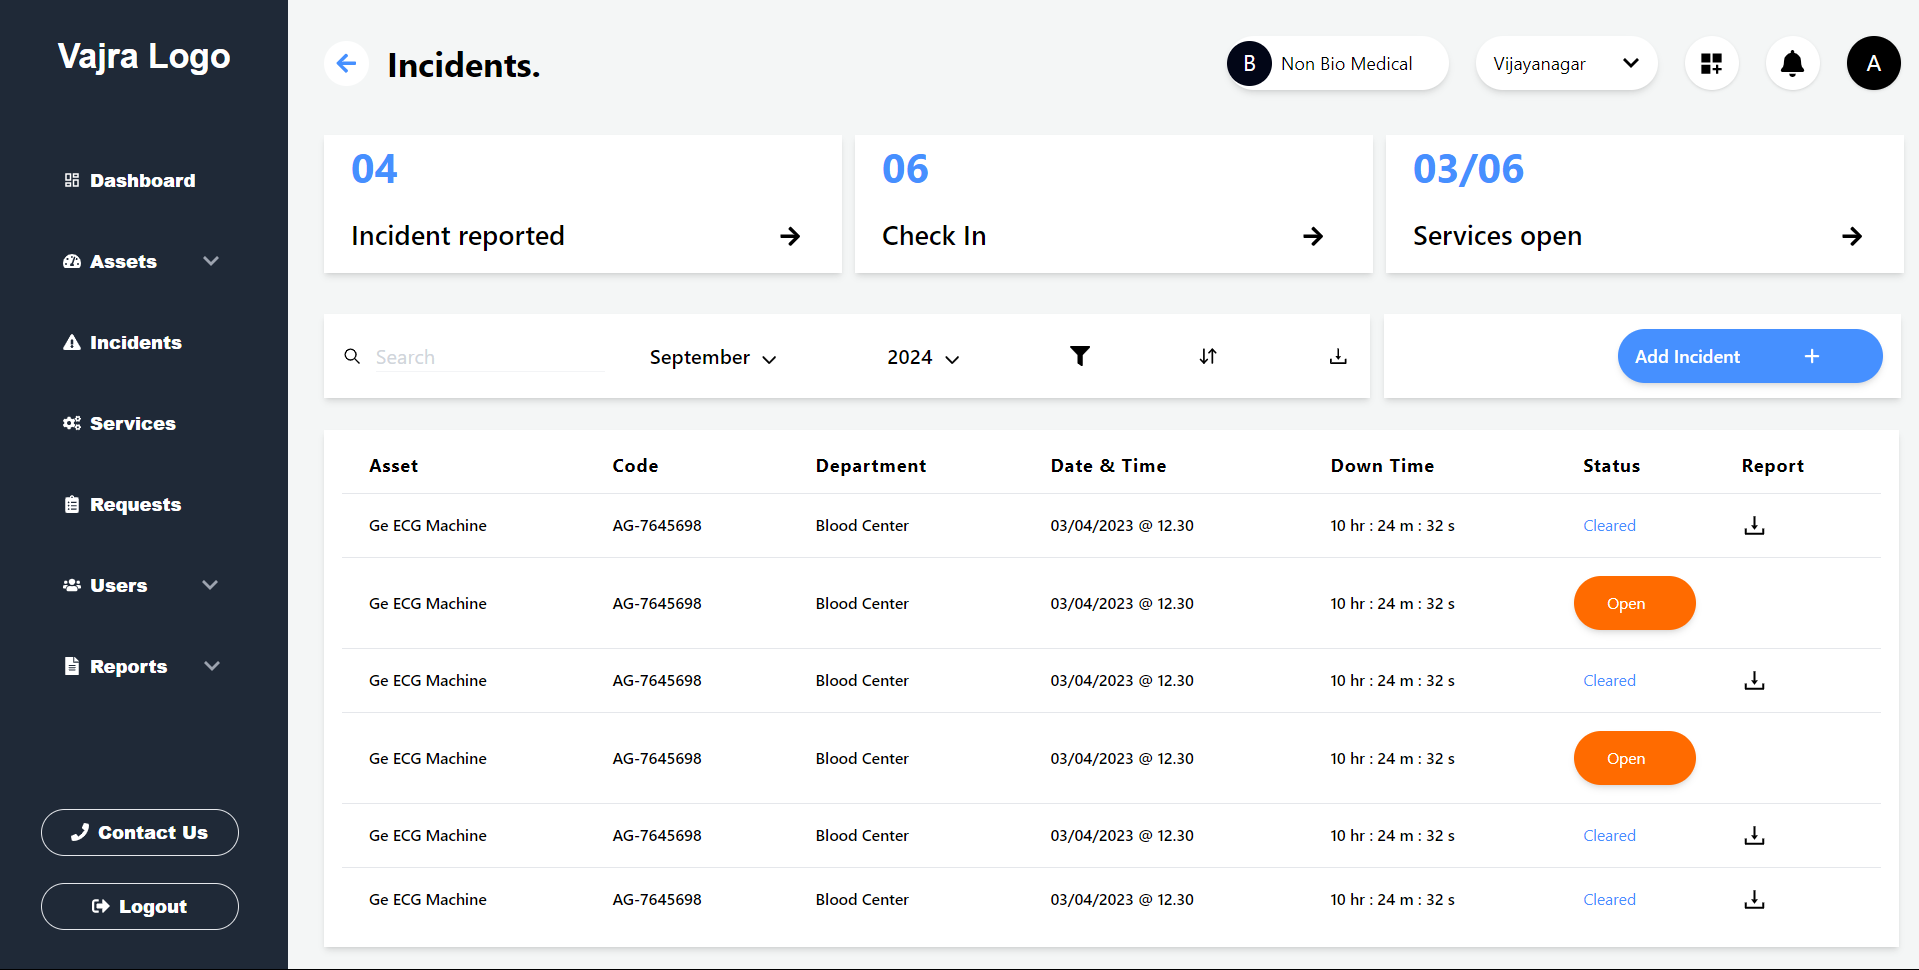 Vajra Logo
Dashboard
Assets
Incidents
Services
Requests
Users
Reports
Contact Us
Logout
Incidents.
B Non Bio Medical
Vijayanagar
A
04
Incident reported
06
Check In
03/06
Services open
Search September 2024
Add Incident +
Asset Code Department Date & Time Down Time Status Report
Ge ECG Machine AG-7645698 Blood Center 03/04/2023 @ 12.30 10 hr : 24 m : 32 s Cleared
Ge ECG Machine AG-7645698 Blood Center 03/04/2023 @ 12.30 10 hr : 24 m : 32 s Open
Ge ECG Machine AG-7645698 Blood Center 03/04/2023 @ 12.30 10 hr : 24 m : 32 s Cleared
Ge ECG Machine AG-7645698 Blood Center 03/04/2023 @ 12.30 10 hr : 24 m : 32 s Open
Ge ECG Machine AG-7645698 Blood Center 03/04/2023 @ 12.30 10 hr : 24 m : 32 s Cleared
Ge ECG Machine AG-7645698 Blood Center 03/04/2023 @ 12.30 10 hr : 24 m : 32 s Cleared